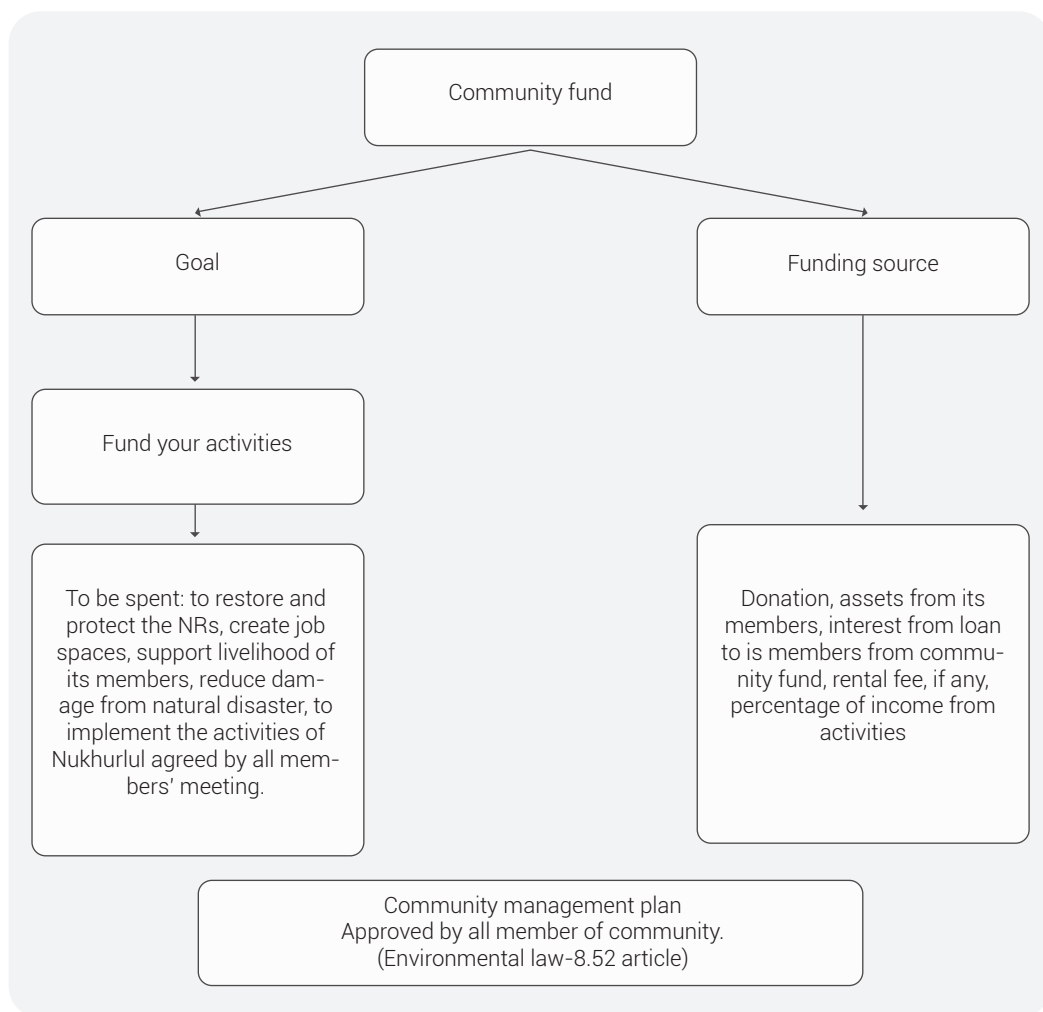 Community fund
Goal
Funding source
Fund your activities
To be spent: to restore and
protect the NRs, create job
spaces, support livelihood of
its members, reduce dam-
age from natural disaster, to
implement the activities of
Nukhurlul agreed by all mem-
bers’ meeting.
Donation, assets from its
members, interest from loan
to is members from commu-
nity fund, rental fee, if any,
percentage of income from
activities
Community management plan
Approved by all member of community.
(Environmental law-8.52 article)